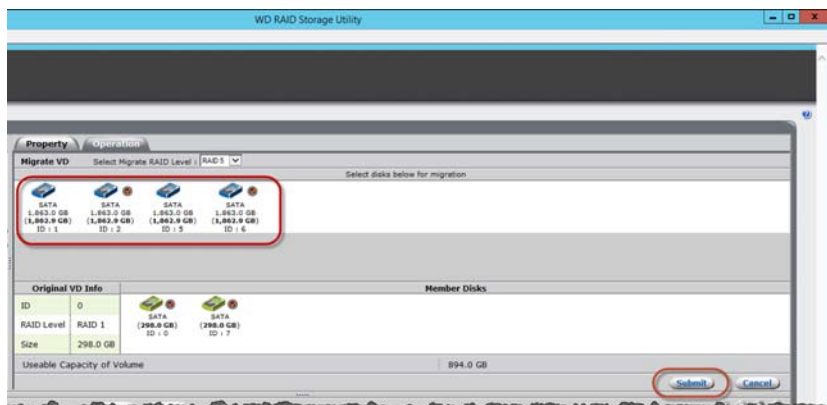 WD RAID Storage Utility
Property Operation
Migrate VD Select Migrate RAID Level : RAID 5
Select disks below for migration
SATA SATA SATA SATA
1,863.0 GB 1,863.0 GB 1,863.0 GB 1,863.0 GB
(1,862.9 GB) (1,862.9 GB) (1,862.9 GB) (1,862.9 GB)
ID : 1 ID : 2 ID : 5 ID : 6
Original VD Info Member Disks
ID 0
SATA SATA
(298.0 GB) (298.0 GB)
ID : 0 ID : 7
RAID Level RAID 1
Size 298.0 GB
Useable Capacity of Volume 894.0 GB
Submit Cancel